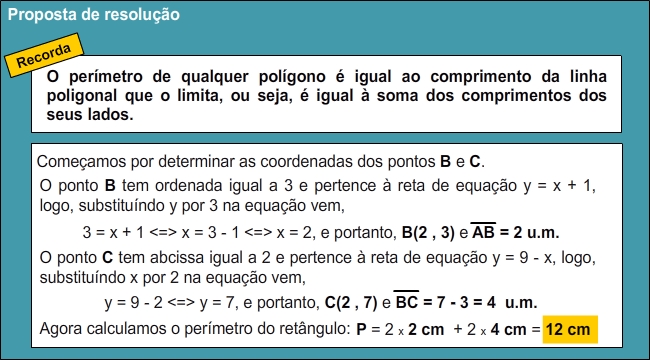 Proposta de resolução
Recorda
O perímetro de qualquer polígono é igual ao comprimento da linha
poligonal que o limita, ou seja, é igual à soma dos comprimentos dos
seus lados.
Começamos por determinar as coordenadas dos pontos B e C.
O ponto B tem ordenada igual a 3 e pertence à reta de equação y = x + 1,
logo, substituíndo y por 3 na equação vem,
3 = x + 1 <=> x = 3 - 1 <=> x = 2, e portanto, B(2 , 3) e A̅B̅ = 2 u.m.
O ponto C tem abcissa igual a 2 e pertence à reta de equação y = 9 - x, logo,
substituíndo x por 2 na equação vem,
y = 9 - 2 <=> y = 7, e portanto, C(2 , 7) e B̅C̅ = 7 - 3 = 4 u.m.
Agora calculamos o perímetro do retângulo: P = 2 x 2 cm + 2 x 4 cm = 12 cm